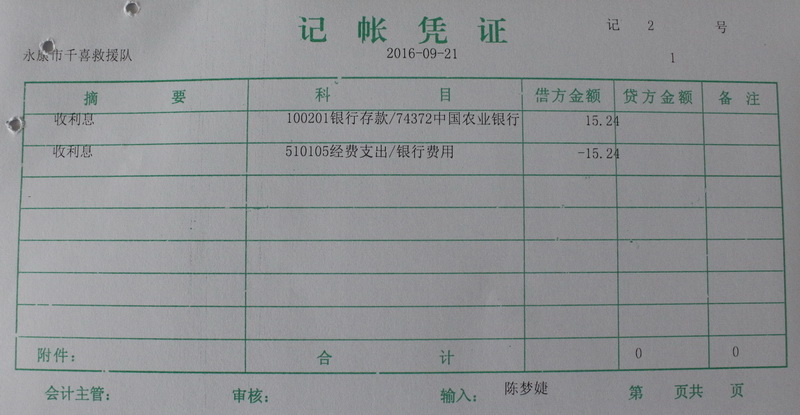 记帐凭证
记 2 号
永康市千喜救援队 2016-09-21 1
摘要 科目 借方金额 贷方金额 备注
收利息 100201银行存款/74372中国农业银行 15.24
收利息 510105经费支出/银行费用 -15.24
附件: 合计 0 0
会计主管: 审核: 输入: 陈梦婕 第 页共 页